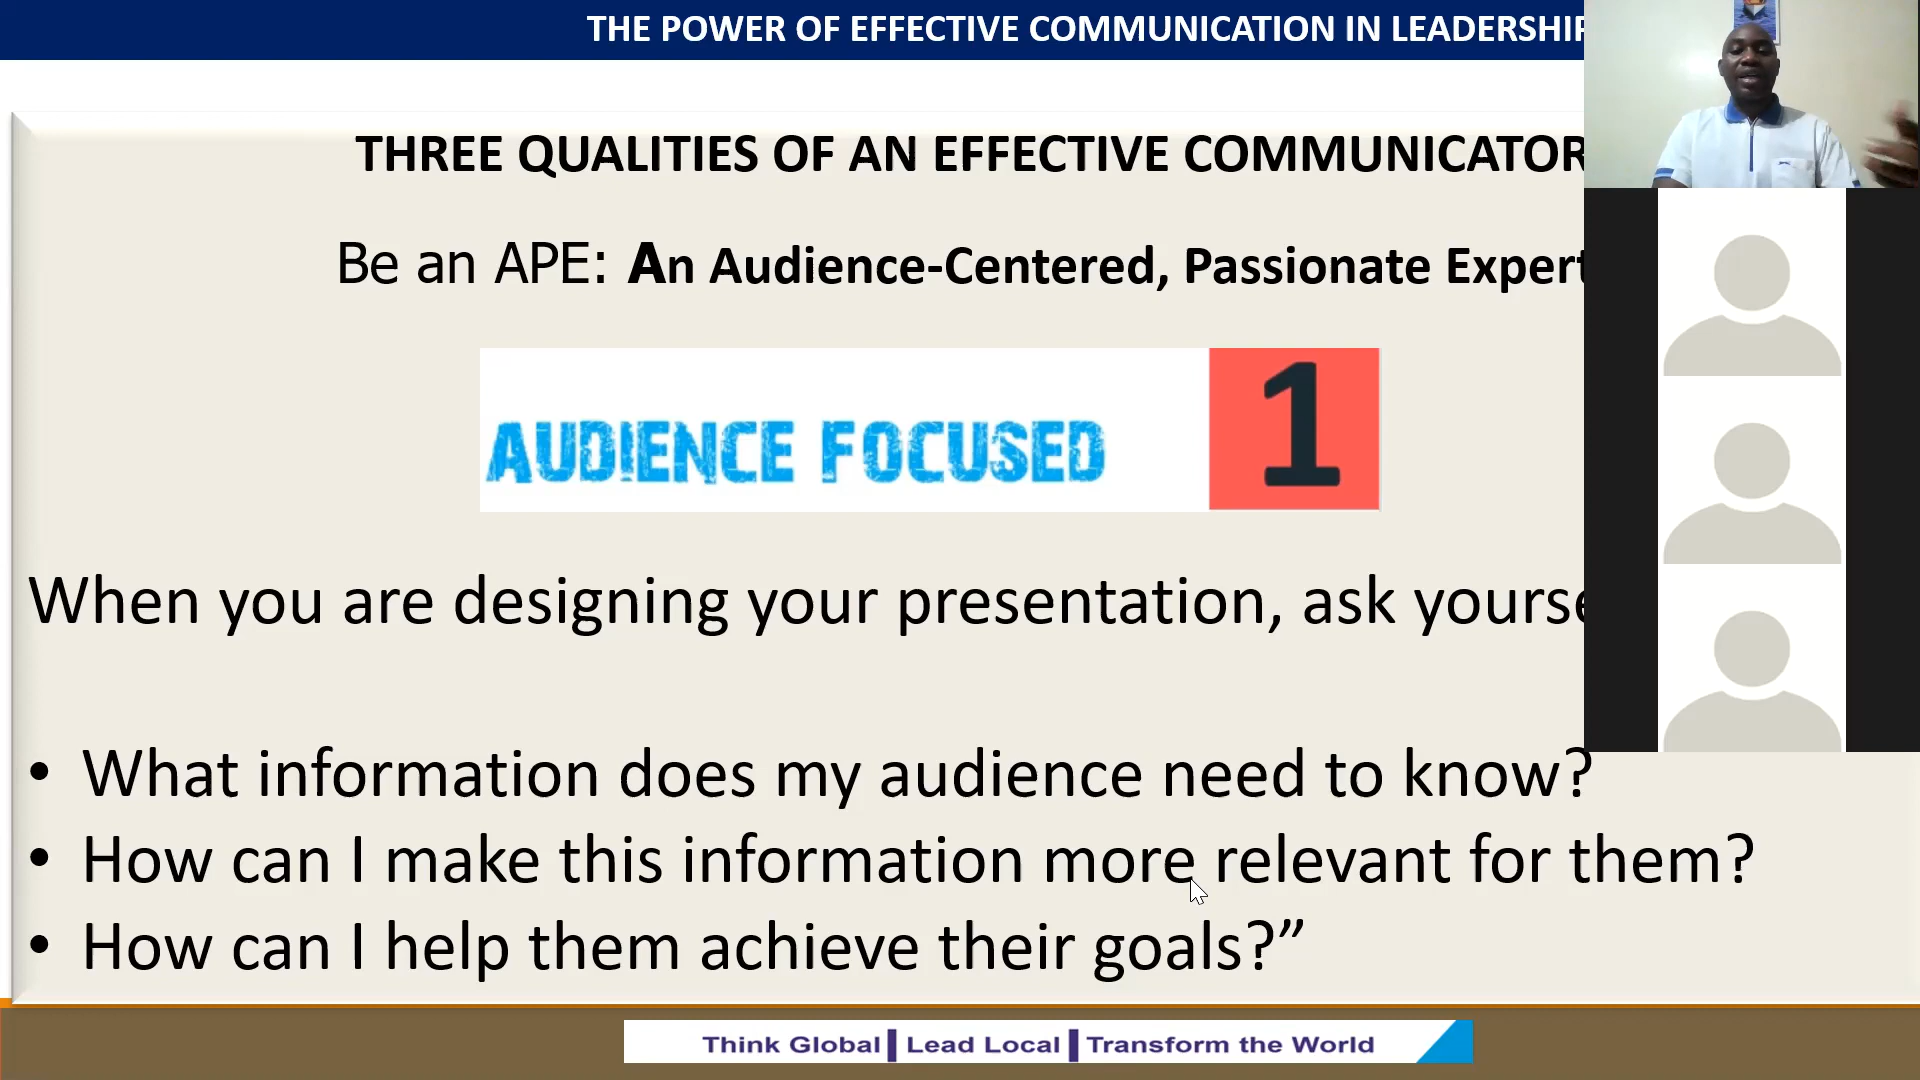 THE POWER OF EFFECTIVE COMMUNICATION IN LEADERSHIP
THREE QUALITIES OF AN EFFECTIVE COMMUNICATOR
Be an APE: An Audience-Centered, Passionate Expert
AUDIENCE FOCUSED
1
When you are designing your presentation, ask
• What information does my audience need to know?
• How can I make this information more relevant for them?
• How can I help them achieve their goals?”
Think Global Lead Local Transform the World